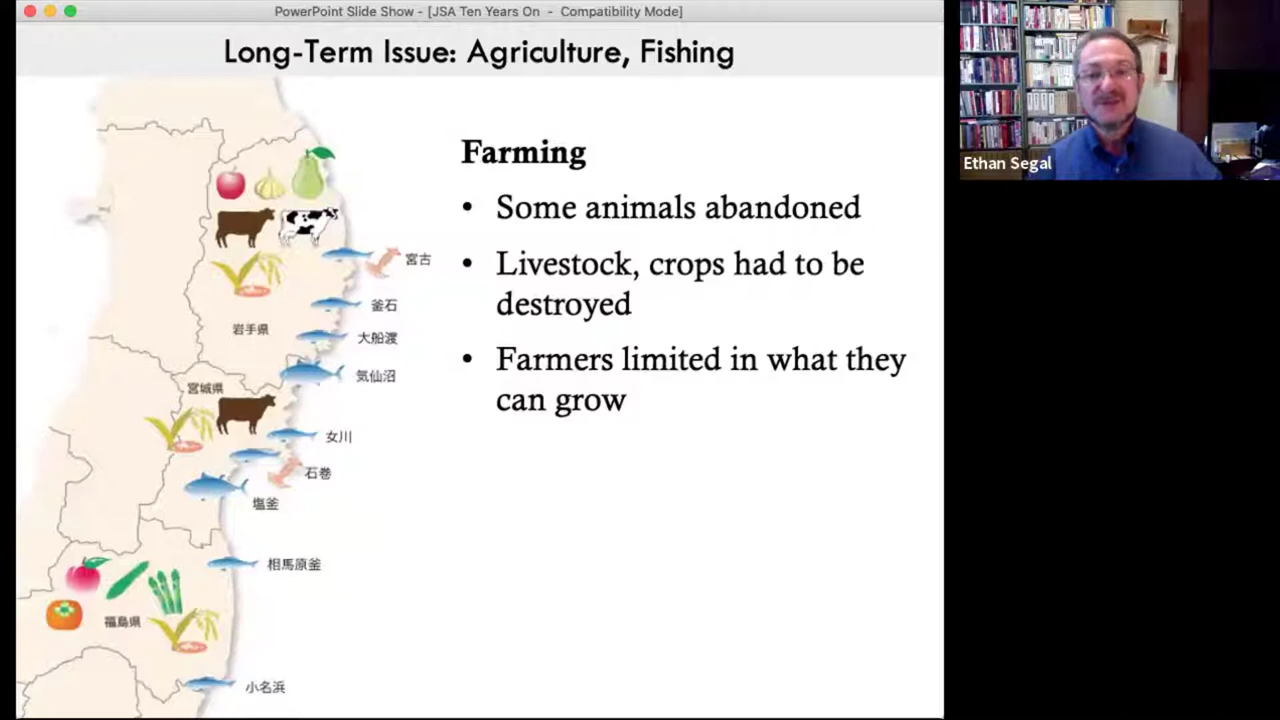 PowerPoint Slide Show - [JSA Ten Years On - Compatibility Mode]
Long-Term Issue: Agriculture, Fishing
Ethan Segal
Farming
• Some animals abandoned
• Livestock, crops had to be
destroyed
• Farmers limited in what they
can grow
宮古
釜石
岩手県
大船渡
気仙沼
宮城県
女川
石巻
塩釜
相馬原釜
福島県
小名浜